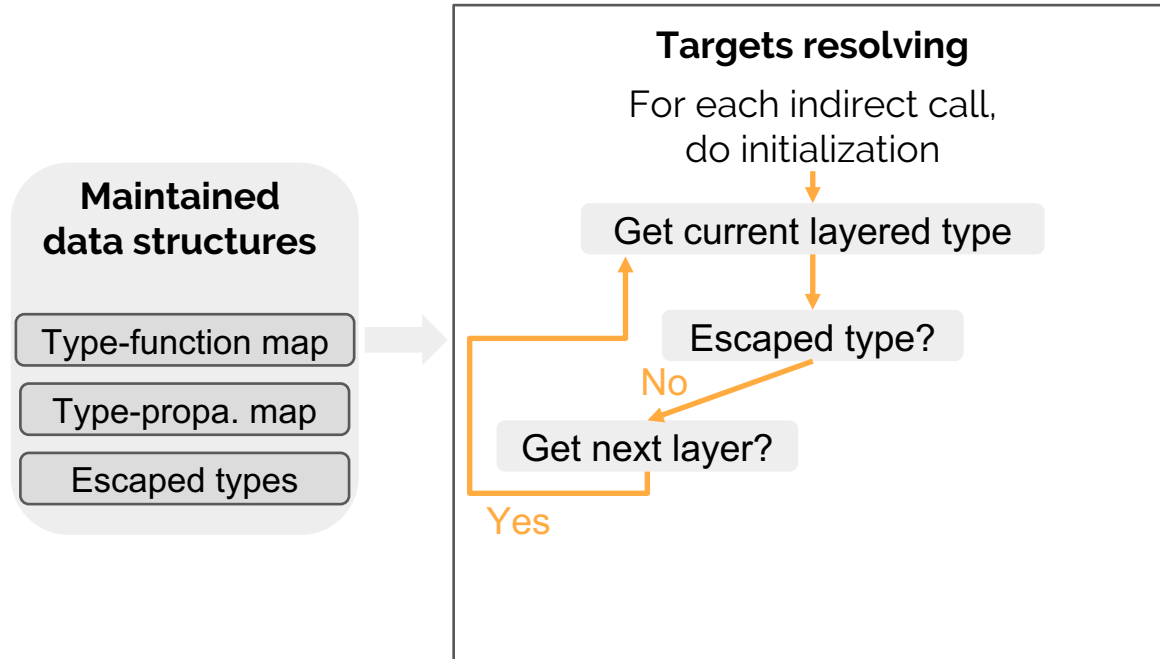 Maintained
data structures
Type-function map
Type-propa. map
Escaped types
Targets resolving
For each indirect call,
do initialization
Get current layered type
Escaped type?
No
Get next layer?
Yes